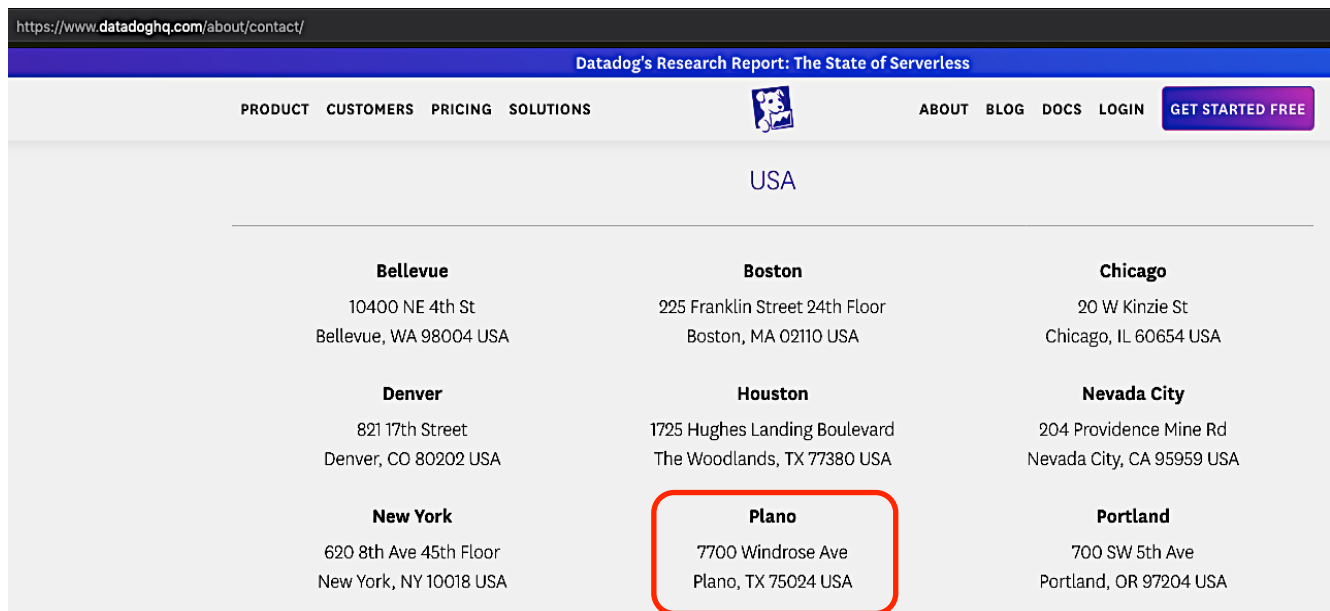 https://www.datadoghq.com/about/contact/
Datadog's Research Report: The State of Serverless
PRODUCT CUSTOMERS PRICING SOLUTIONS ABOUT BLOG DOCS LOGIN GET STARTED FREE
USA
Bellevue
10400 NE 4th St
Bellevue, WA 98004 USA
Boston
225 Franklin Street 24th Floor
Boston, MA 02110 USA
Chicago
20 W Kinzie St
Chicago, IL 60654 USA
Denver
821 17th Street
Denver, CO 80202 USA
Houston
1725 Hughes Landing Boulevard
The Woodlands, TX 77380 USA
Nevada City
204 Providence Mine Rd
Nevada City, CA 95959 USA
New York
620 8th Ave 45th Floor
New York, NY 10018 USA
Plano
7700 Windrose Ave
Plano, TX 75024 USA
Portland
700 SW 5th Ave
Portland, OR 97204 USA